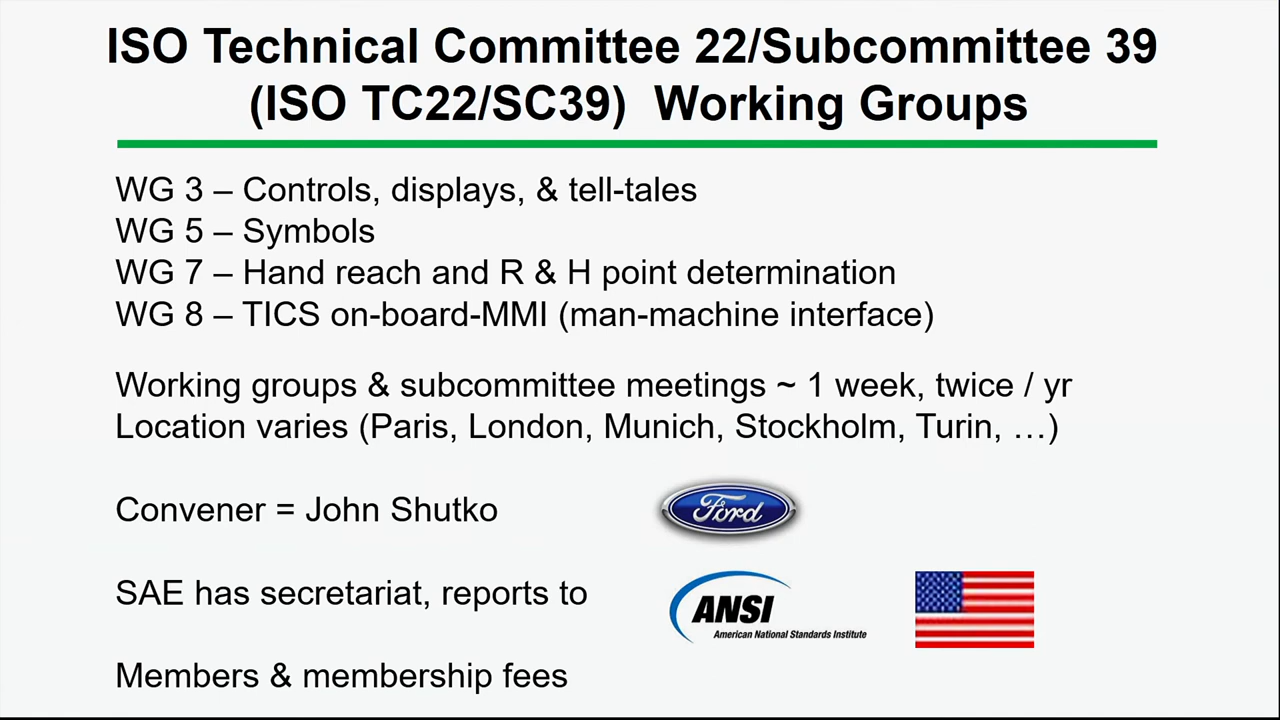 ISO Technical Committee 22/Subcommittee 39
(ISO TC22/SC39) Working Groups
WG 3 – Controls, displays, & tell-tales
WG 5 – Symbols
WG 7 – Hand reach and R & H point determination
WG 8 – TICS on-board-MMI (man-machine interface)
Working groups & subcommittee meetings ~ 1 week, twice / yr
Location varies (Paris, London, Munich, Stockholm, Turin, …)
Convener = John Shutko
Ford
SAE has secretariat, reports to
ANSI
American National Standards Institute
Members & membership fees